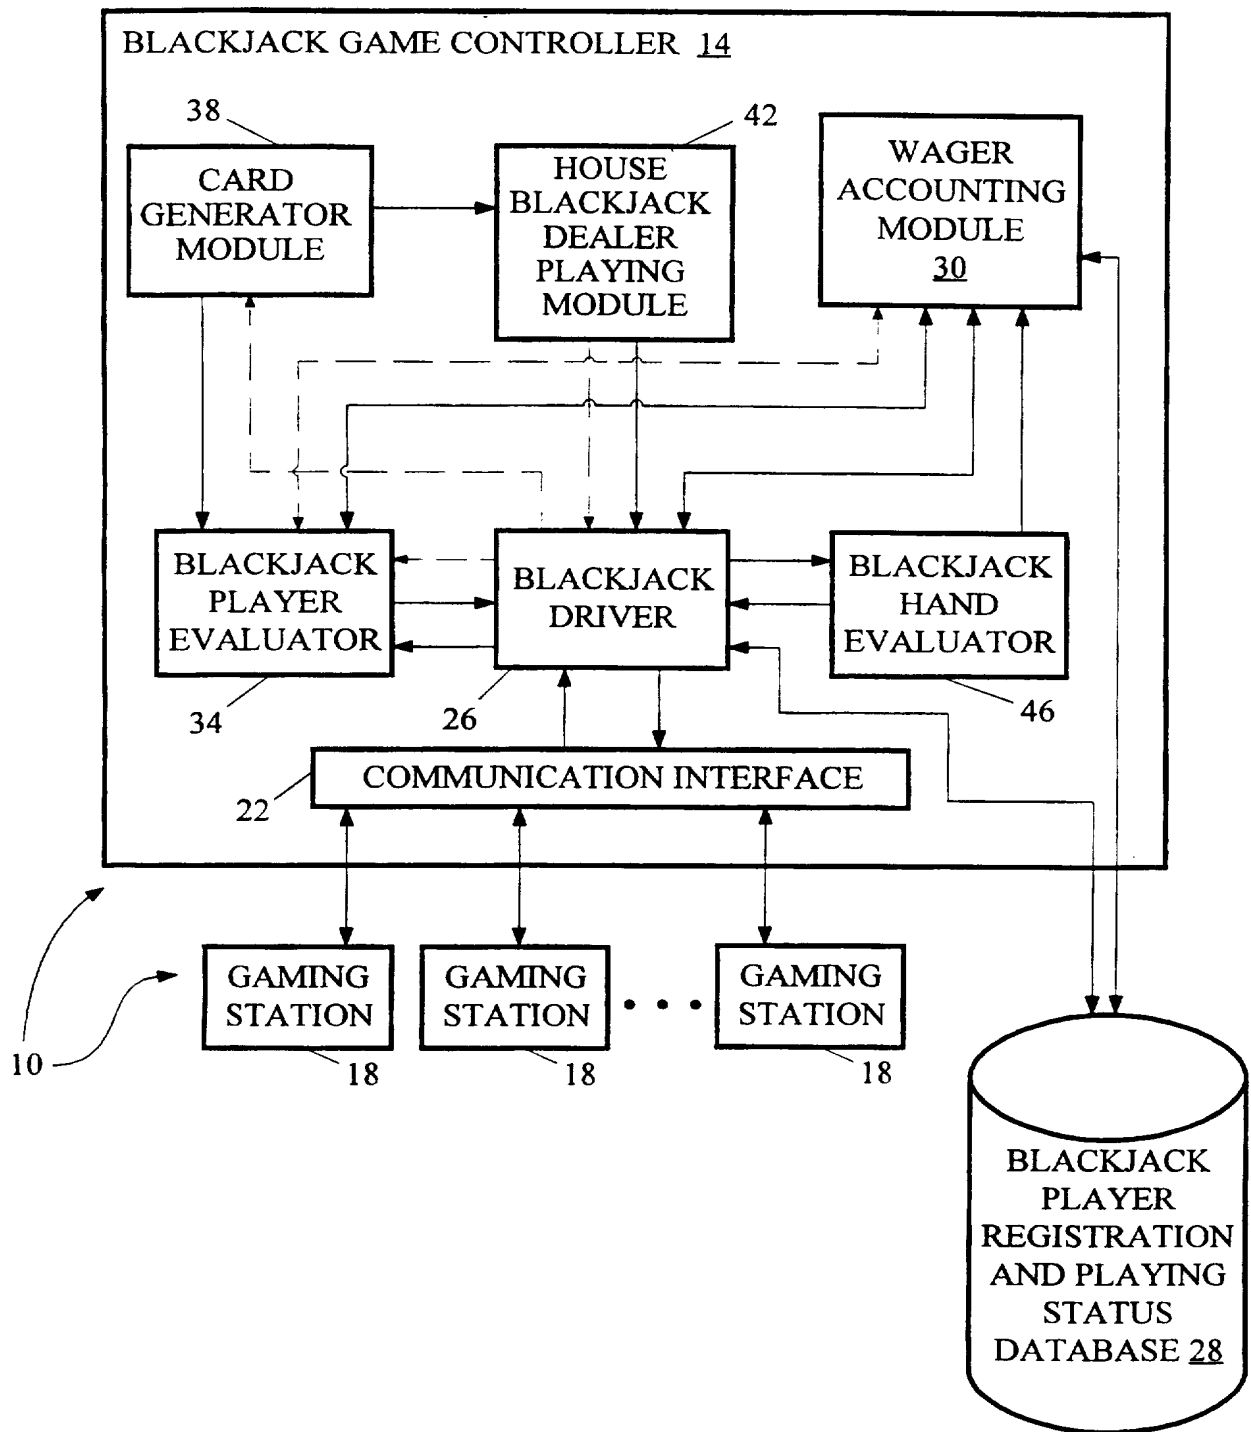 BLACKJACK GAME CONTROLLER 14
38
42
CARD
GENERATOR
MODULE
HOUSE
BLACKJACK
DEALER
PLAYING
MODULE
WAGER
ACCOUNTING
MODULE
30
BLACKJACK
PLAYER
EVALUATOR
BLACKJACK
DRIVER
BLACKJACK
HAND
EVALUATOR
34
26
46
COMMUNICATION INTERFACE
22
GAMING
STATION
GAMING
STATION
GAMING
STATION
10
18
18
18
BLACKJACK
PLAYER
REGISTRATION
AND PLAYING
STATUS
DATABASE 28